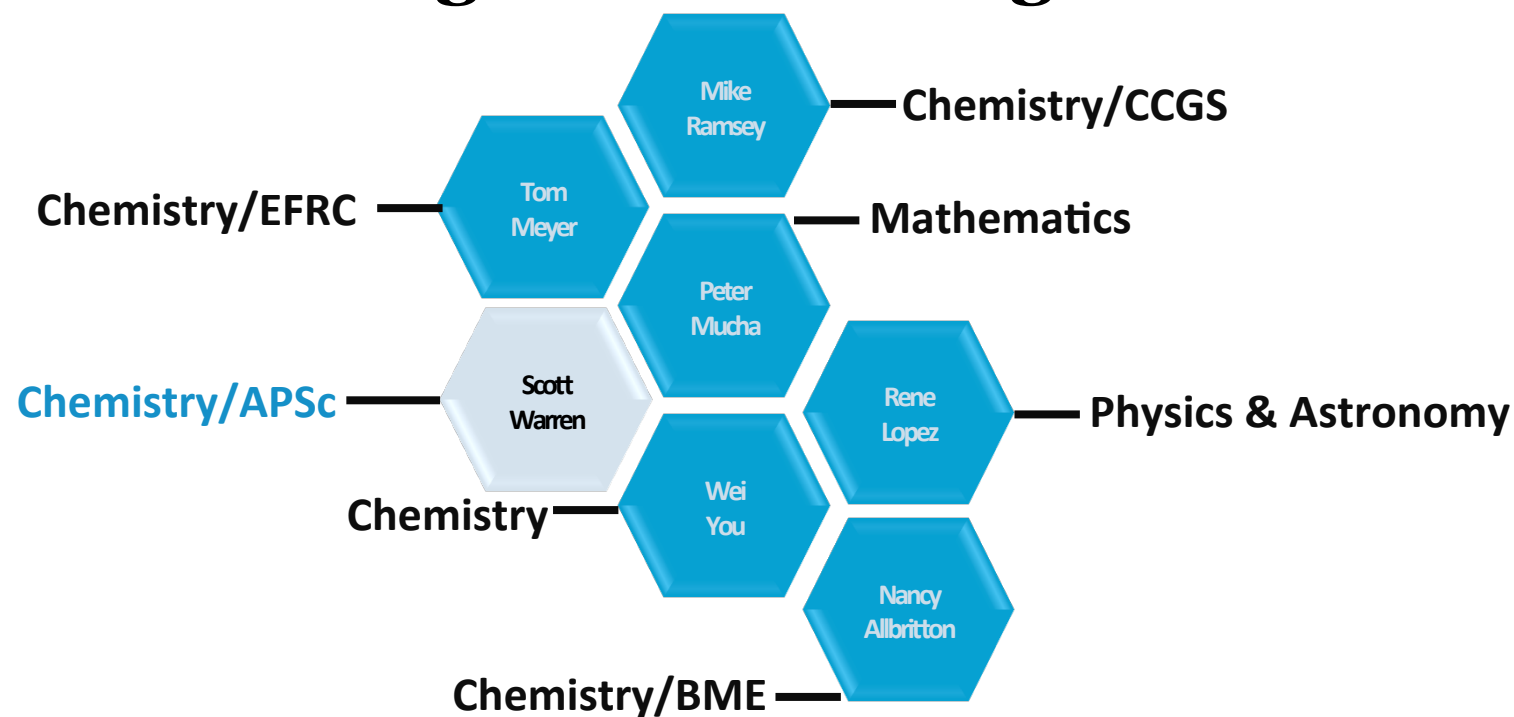 Mike
Ramsey
Chemistry/CCGS
Tom
Meyer
Chemistry/EFRC
Mathematics
Peter
Mucha
Chemistry/APSc
Scott
Warren
Rene
Lopez
Physics & Astronomy
Chemistry
Wei
You
Nancy
Allbritton
Chemistry/BME